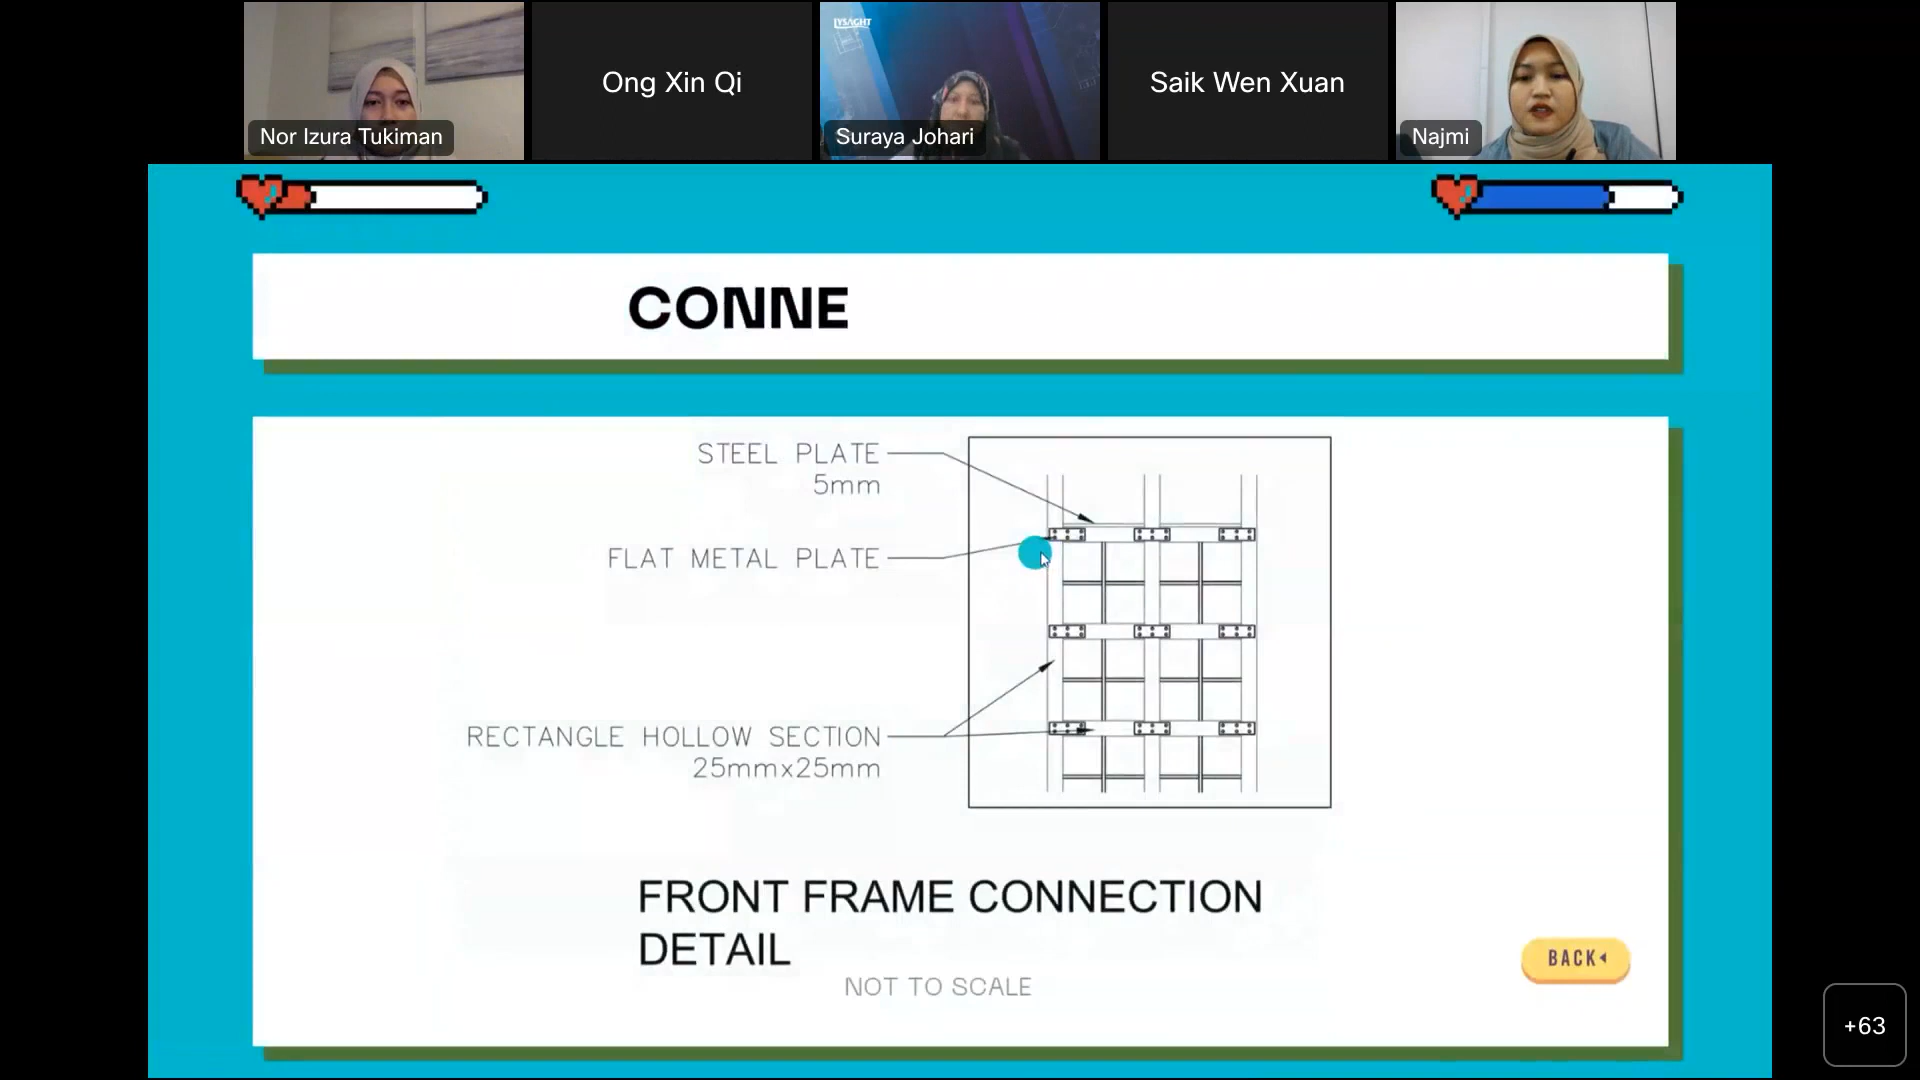 LYSAGHT
Ong Xin Qi
Saik Wen Xuan
Nor Izura Tukiman
Suraya Johari
Najmi
CONNE
STEEL PLATE
5mm
FLAT METAL PLATE
RECTANGLE HOLLOW SECTION
25mmx25mm
FRONT FRAME CONNECTION
DETAIL
NOT TO SCALE
BACK
+63